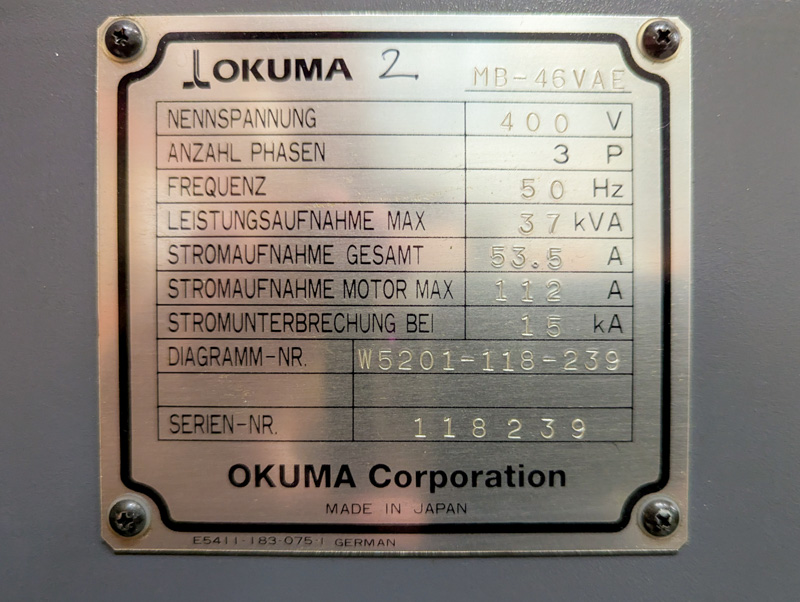 OKUMA 2 MB-46VAE
NENNSPANNUNG 400 V
ANZAHL PHASEN 3 P
FREQUENZ 50 Hz
LEISTUNGSAUFNAHME MAX 37 kVA
STROMAUFNAHME GESAMT 53.5 A
STROMAUFNAHME MOTOR MAX 112 A
STROMUNTERBRECHUNG BEI 15 kA
DIAGRAMM-NR. W5201-118-239
SERIEN-NR. 118239
OKUMA Corporation
MADE IN JAPAN
E5411-183-075-1 GERMAN